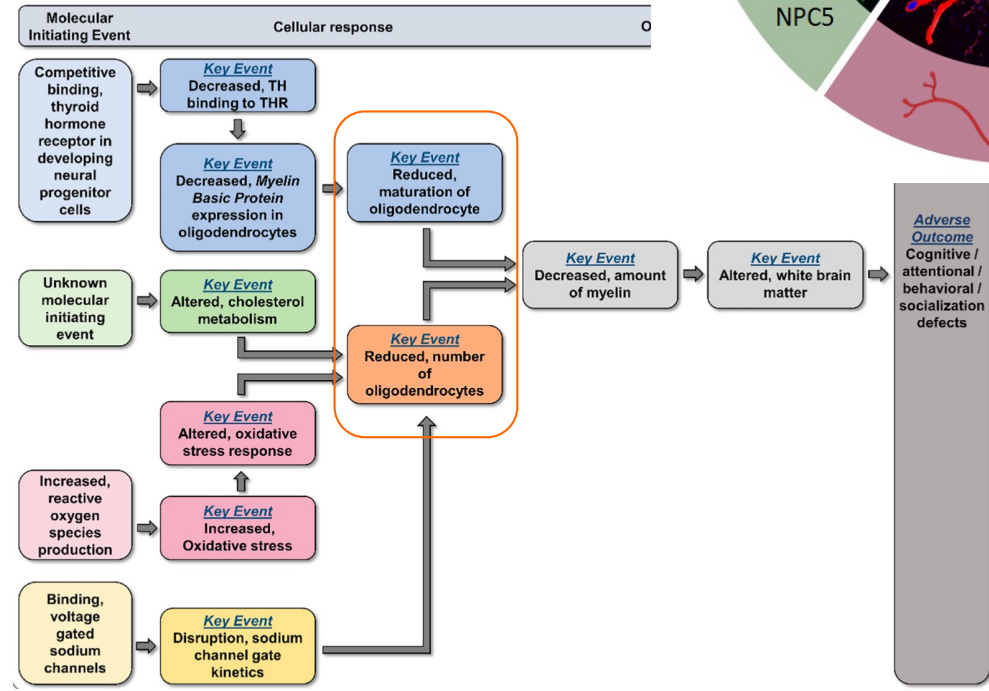 Molecular
Initiating Event
Cellular response
O
NPC5
Competitive
binding,
thyroid
hormone
receptor in
developing
neural
progenitor
cells
Key Event
Decreased, TH
binding to THR
Key Event
Decreased, Myelin
Basic Protein
expression in
oligodendrocytes
Key Event
Reduced,
maturation of
oligodendrocyte
Unknown
molecular
initiating
event
Key Event
Altered, cholesterol
metabolism
Key Event
Reduced, number
of
oligodendrocytes
Key Event
Decreased, amount
of myelin
Key Event
Altered, white brain
matter
Adverse
Outcome
Cognitive /
attentional /
behavioral /
socialization
defects
Key Event
Altered, oxidative
stress response
Increased,
reactive
oxygen
species
production
Key Event
Increased,
Oxidative stress
Binding,
voltage
gated
sodium
channels
Key Event
Disruption, sodium
channel gate
kinetics